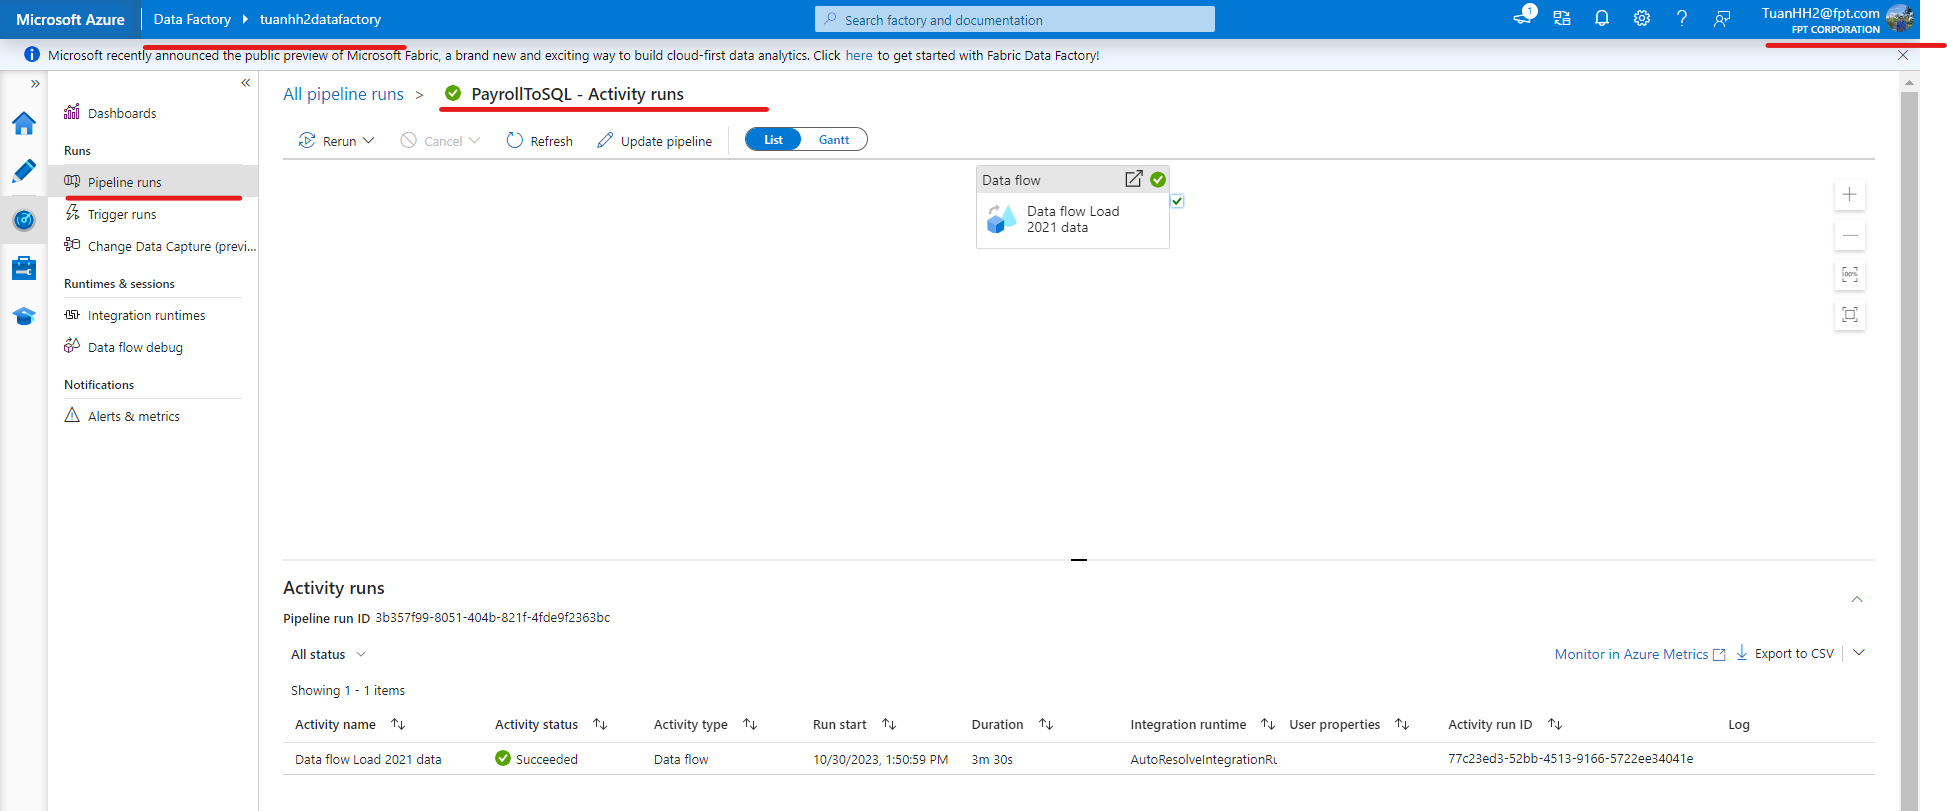 Microsoft Azure
Data Factory
tuanhh2datafactory
Search factory and documentation
1
TuanHH2@fpt.com
FPT CORPORATION
Microsoft recently announced the public preview of Microsoft Fabric, a brand new and exciting way to build cloud-first data analytics. Click here to get started with Fabric Data Factory!
Dashboards
Runs
Pipeline runs
Trigger runs
Change Data Capture (previ...
Runtimes & sessions
Integration runtimes
Data flow debug
Notifications
Alerts & metrics
All pipeline runs > PayrollToSQL - Activity runs
Rerun
Cancel
Refresh
Update pipeline
List
Gantt
Data flow
Data flow Load
2021 data
100%
Activity runs
Pipeline run ID 3b357f99-8051-404b-821f-4fde9f2363bc
All status
Monitor in Azure Metrics
Export to CSV
Showing 1 - 1 items
Activity name Activity status Activity type Run start Duration Integration runtime User properties Activity run ID Log
Data flow Load 2021 data Succeeded Data flow 10/30/2023, 1:50:59 PM 3m 30s AutoResolveIntegrationRu 77c23ed3-52bb-4513-9166-5722ee34041e